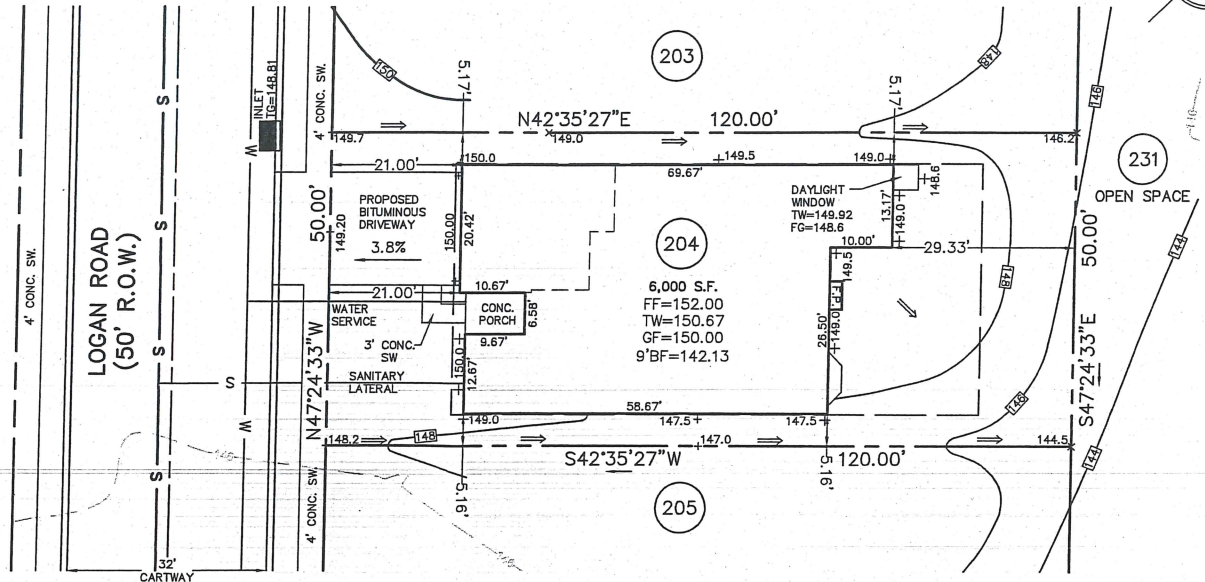 203
150
148
146
5.17'
5.17'
INLET
TG=148.81
4' CONC. SW.
N42°35'27"E 120.00'
149.7
149.0
146.2
231
OPEN SPACE
150.0
149.5
149.0
69.67'
21.00'
148.6
DAYLIGHT
WINDOW
TW=149.92
FG=148.6
13.17'
149.0
PROPOSED
BITUMINOUS
DRIVEWAY
3.8%
50.00'
149.20
150.00
20.42'
204
6,000 S.F.
FF=152.00
TW=150.67
GF=150.00
9'BF=142.13
10.00'
29.33'
50.00'
144
149.5
F.P.
149.0
26.50'
148
LOGAN ROAD
(50' R.O.W.)
4' CONC. SW.
S
S
S
S
S
W
W
21.00'
10.67'
WATER
SERVICE
CONC.
PORCH
6.58'
9.67'
3' CONC.
SW
SANITARY
LATERAL
150.0
12.67'
N47°24'33"W
S47°24'33"E
58.67'
149.0
147.5
147.5
146
148.2
148
147.0
144.5
144
S42°35'27"W 120.00'
5.16'
5.16'
205
4' CONC. SW.
32'
CARTWAY